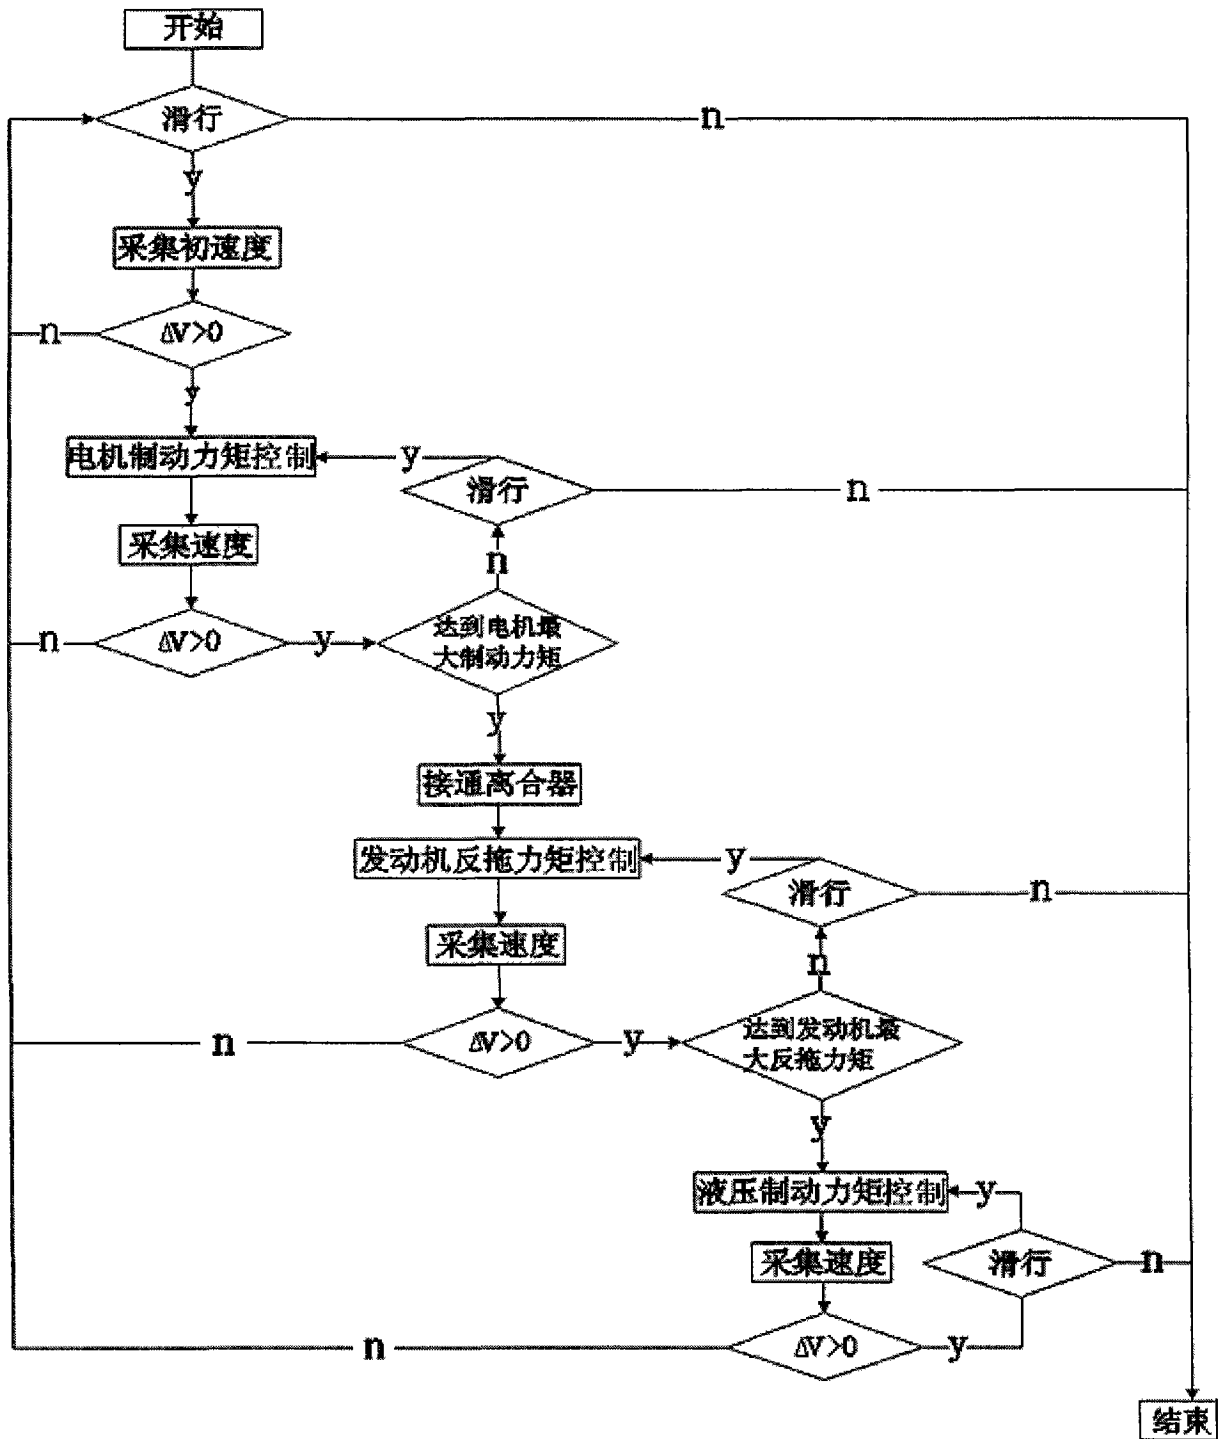 开始
滑行
n
y
采集初速度
n
ΔV>0
y
电机制动力矩控制
y
滑行
n
采集速度
n
n
ΔV>0
y
达到电机最
大制动力矩
y
接通离合器
发动机反拖力矩控制
y
滑行
n
采集速度
n
n
ΔV>0
y
达到发动机最
大反拖力矩
y
液压制动力矩控制
y
采集速度
滑行
n
n
ΔV>0
y
结束